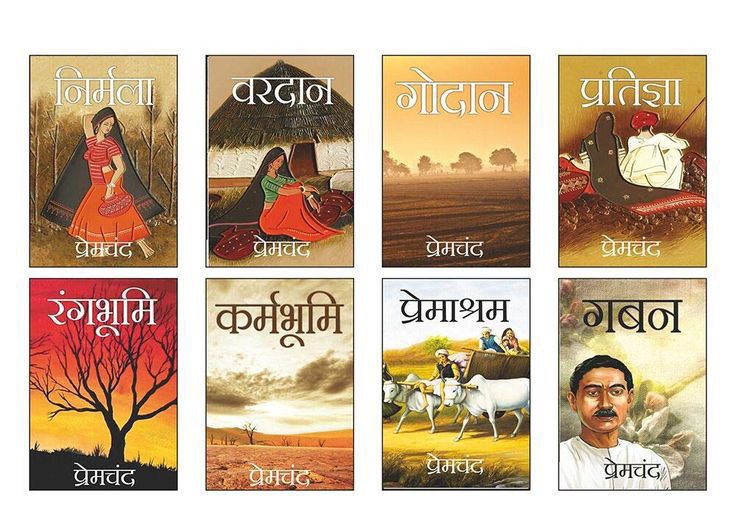 निर्मला
प्रेमचंद
वरदान
प्रेमचंद
गोदान
प्रेमचंद
प्रतिज्ञा
प्रेमचंद
रंगभूमि
प्रेमचंद
कर्मभूमि
प्रेमचंद
प्रेमाश्रम
प्रेमचंद
गबन
प्रेमचंद